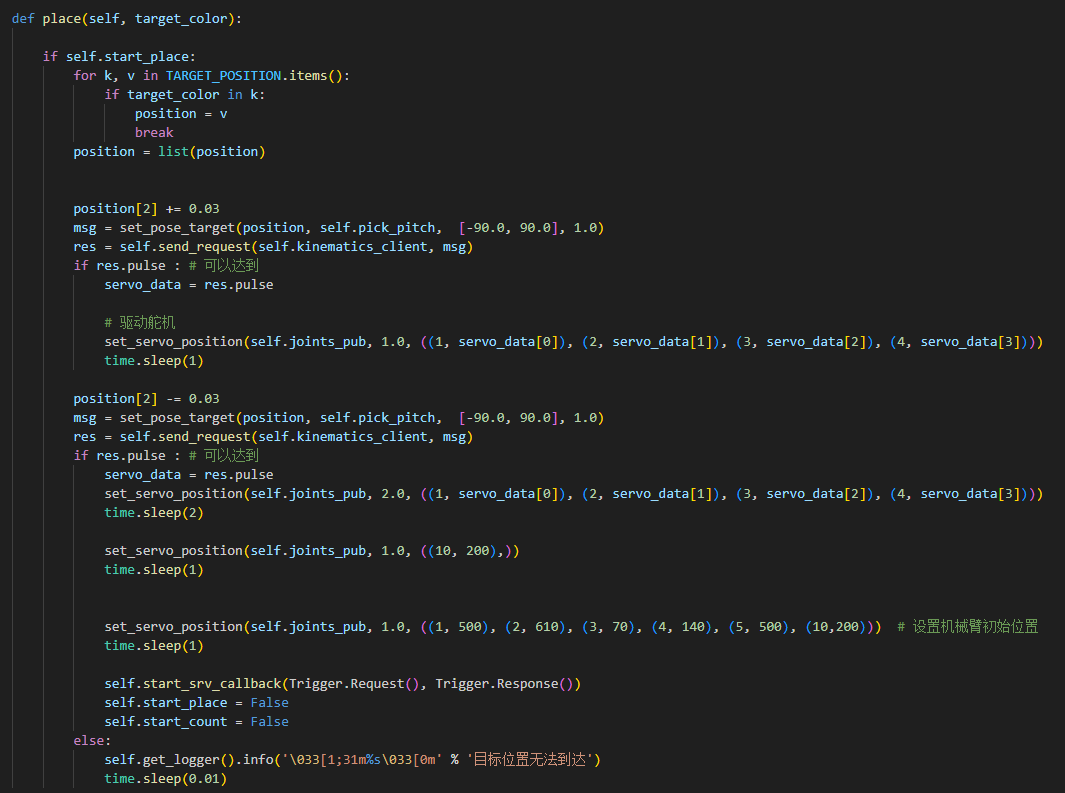 def place(self, target_color):
if self.start_place:
for k, v in TARGET_POSITION.items():
if target_color in k:
position = v
break
position = list(position)
position[2] += 0.03
msg = set_pose_target(position, self.pick_pitch,  [-90.0, 90.0], 1.0)
res = self.send_request(self.kinematics_client, msg)
if res.pulse : # 可以达到
servo_data = res.pulse
# 驱动舵机
set_servo_position(self.joints_pub, 1.0, ((1, servo_data[0]), (2, servo_data[1]), (3, servo_data[2]), (4, servo_data[3])))
time.sleep(1)
position[2] -= 0.03
msg = set_pose_target(position, self.pick_pitch,  [-90.0, 90.0], 1.0)
res = self.send_request(self.kinematics_client, msg)
if res.pulse : # 可以达到
servo_data = res.pulse
set_servo_position(self.joints_pub, 2.0, ((1, servo_data[0]), (2, servo_data[1]), (3, servo_data[2]), (4, servo_data[3])))
time.sleep(2)
set_servo_position(self.joints_pub, 1.0, ((10, 200),))
time.sleep(1)
set_servo_position(self.joints_pub, 1.0, ((1, 500), (2, 610), (3, 70), (4, 140), (5, 500), (10,200)))  # 设置机械臂初始位置
time.sleep(1)
self.start_srv_callback(Trigger.Request(), Trigger.Response())
self.start_place = False
self.start_count = False
else:
self.get_logger().info('\033[1;31m%s\033[0m' % '目标位置无法到达')
time.sleep(0.01)